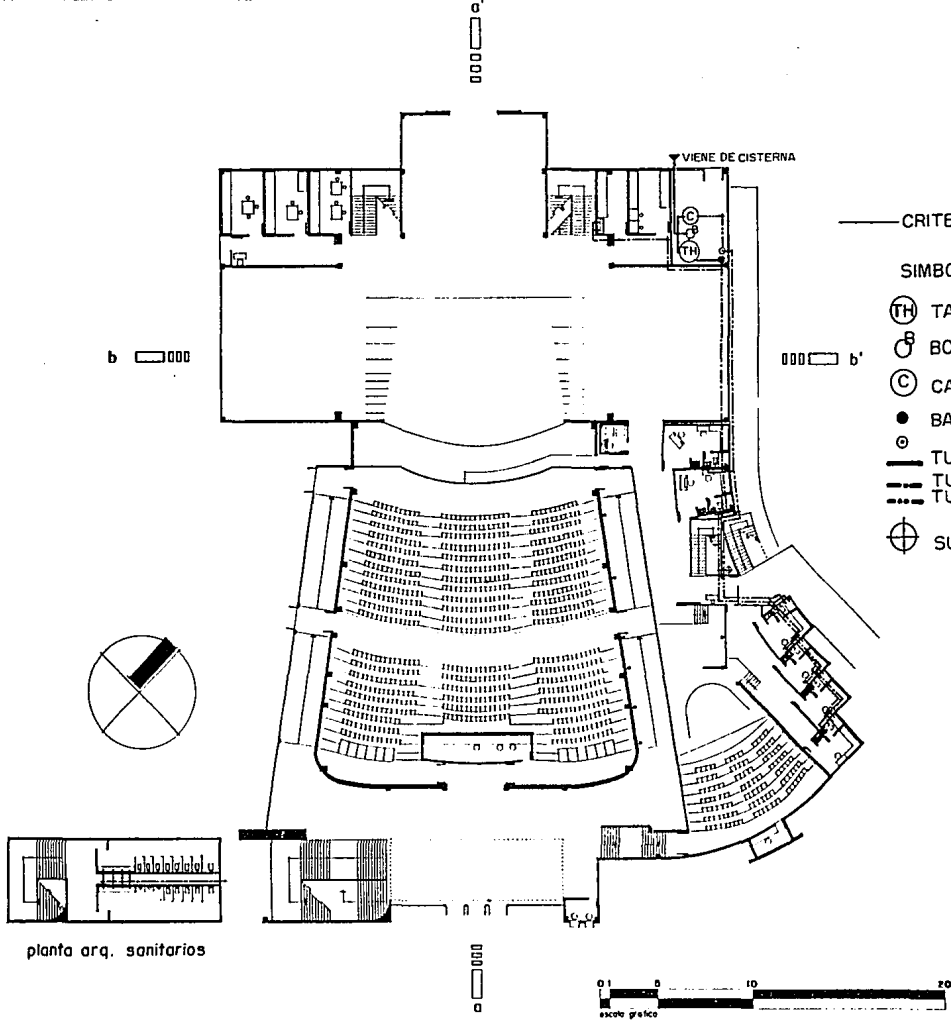 a'
VIENE DE CISTERNA
C
B
TH
CRITE
SIMBO
TH TA
B BO
C CA
BA
TU
TU
TU
SU
b
b'
planta arq. sanitarios
a
0 1 5 10 20
escala grafica